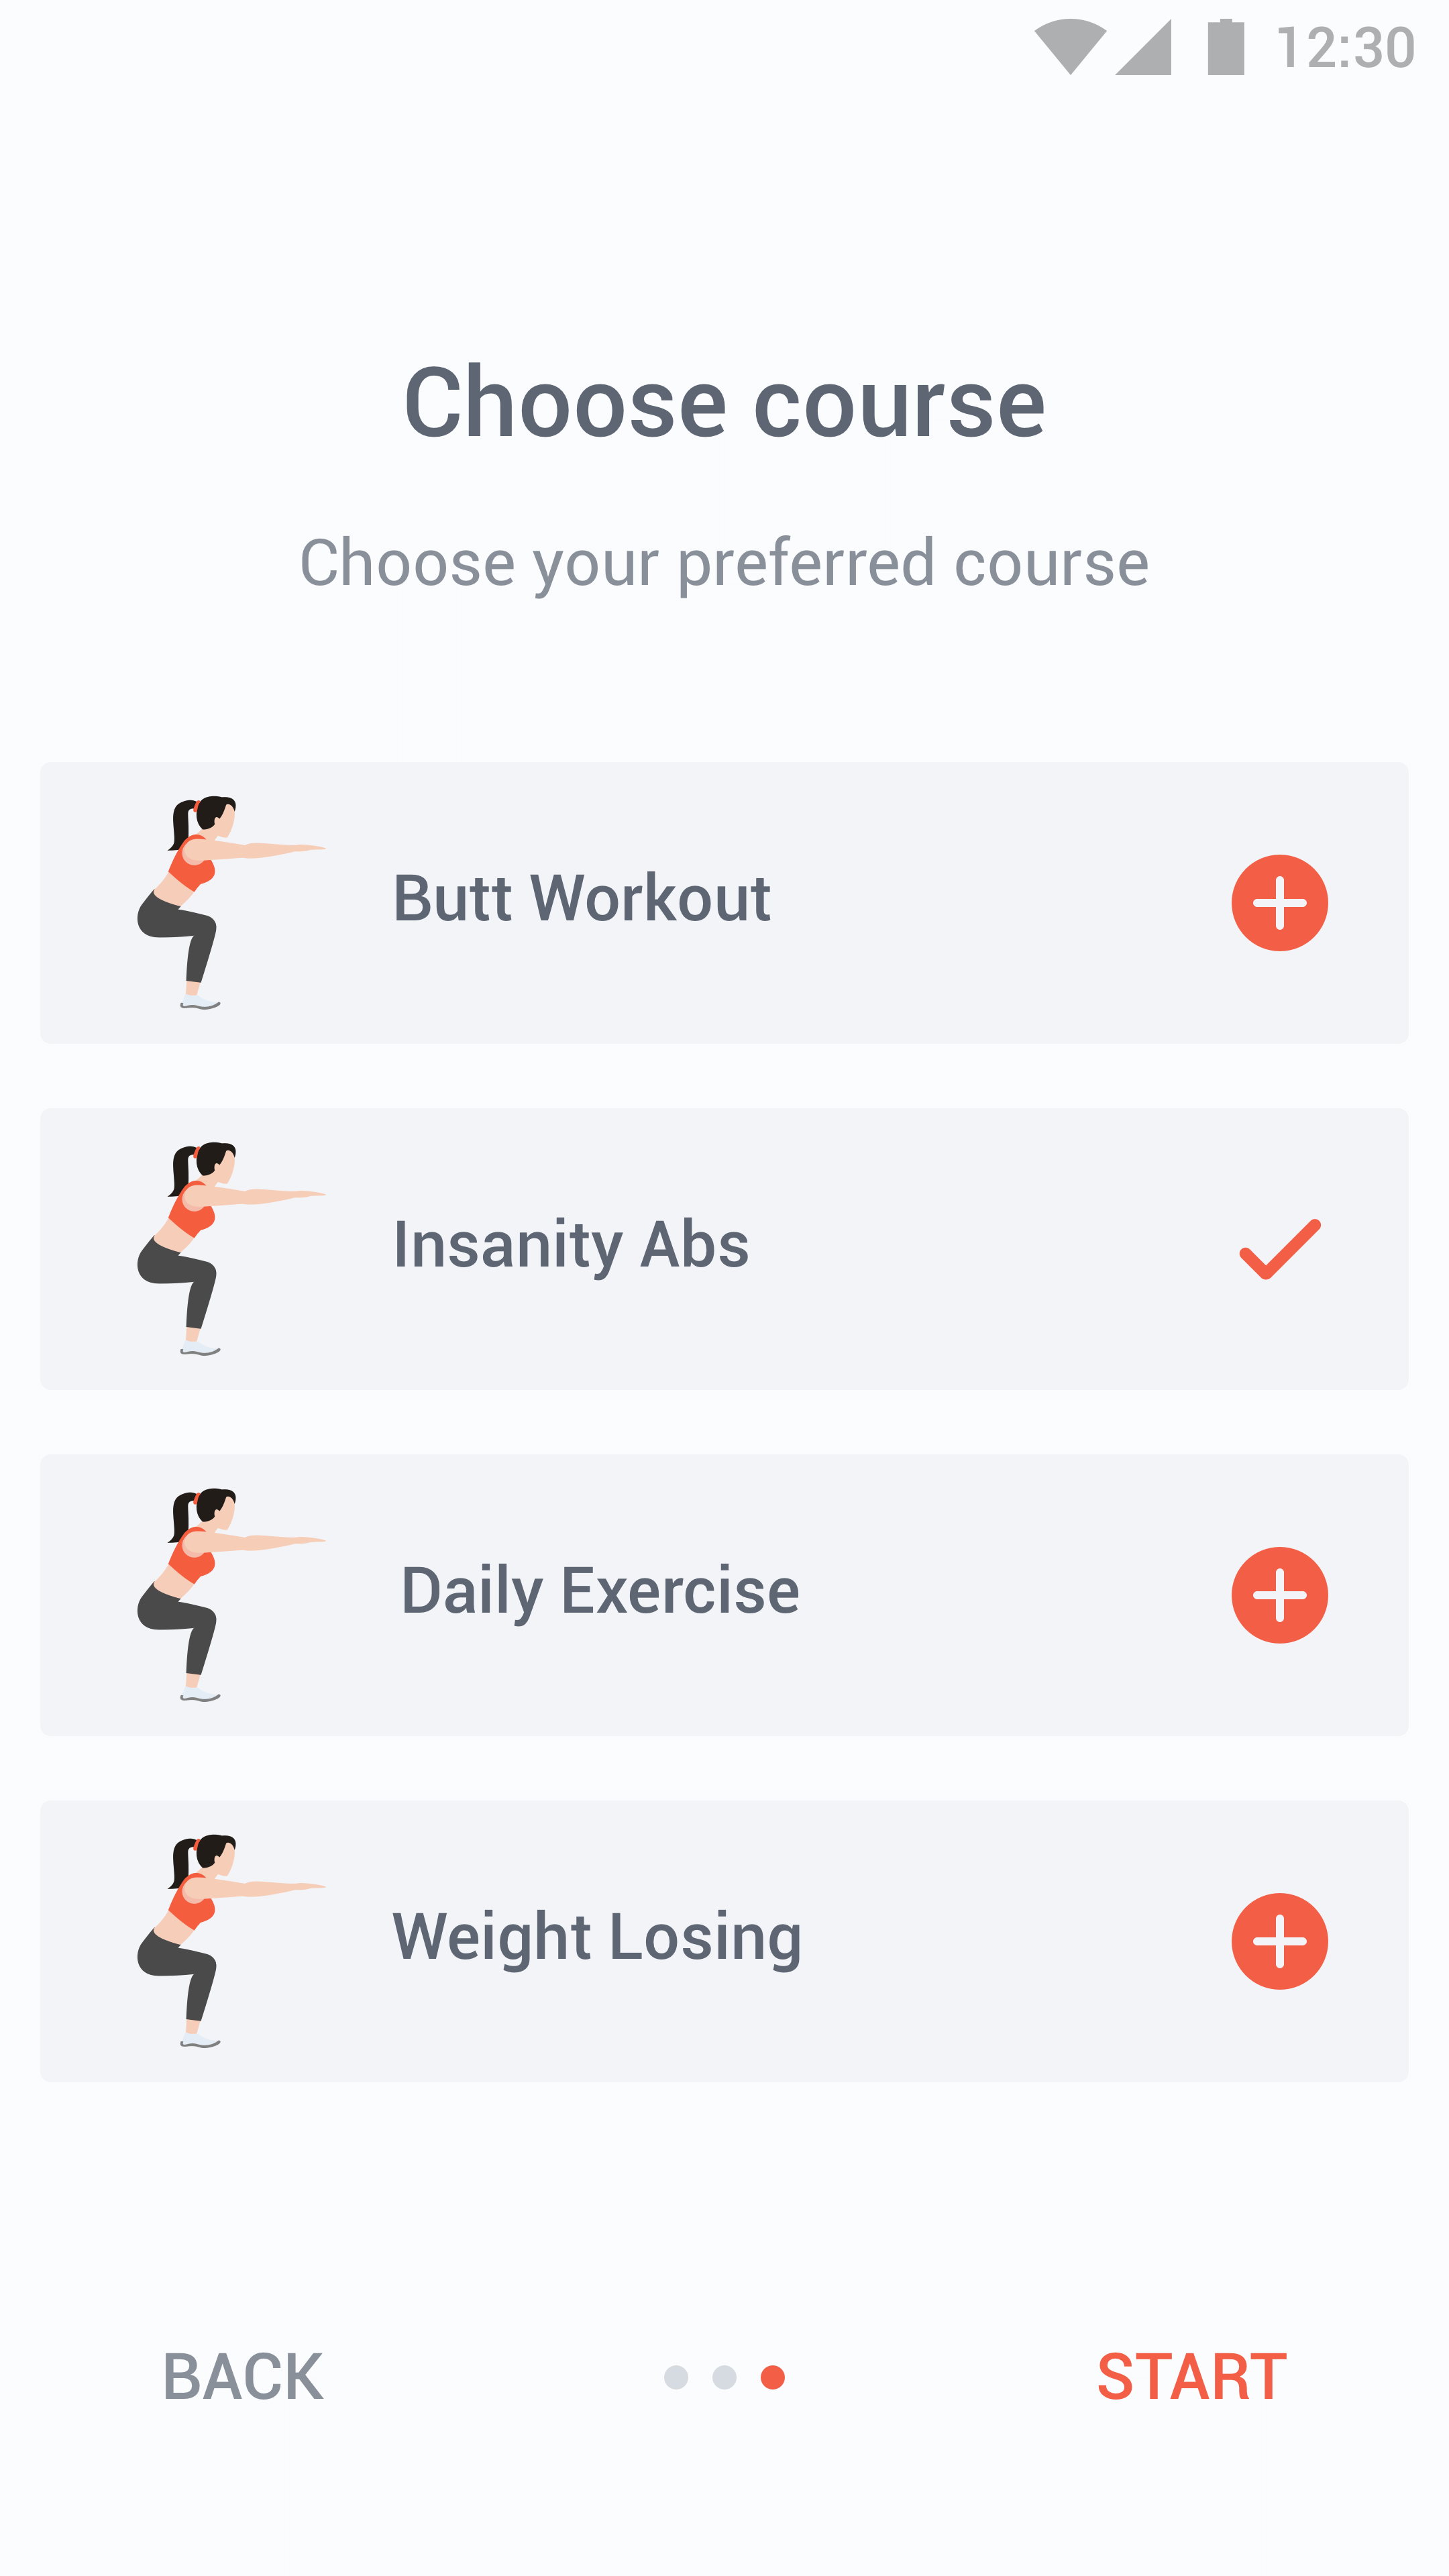 12:30
Choose course
Choose your preferred course
Butt Workout
Insanity Abs
Daily Exercise
Weight Losing
BACK
START